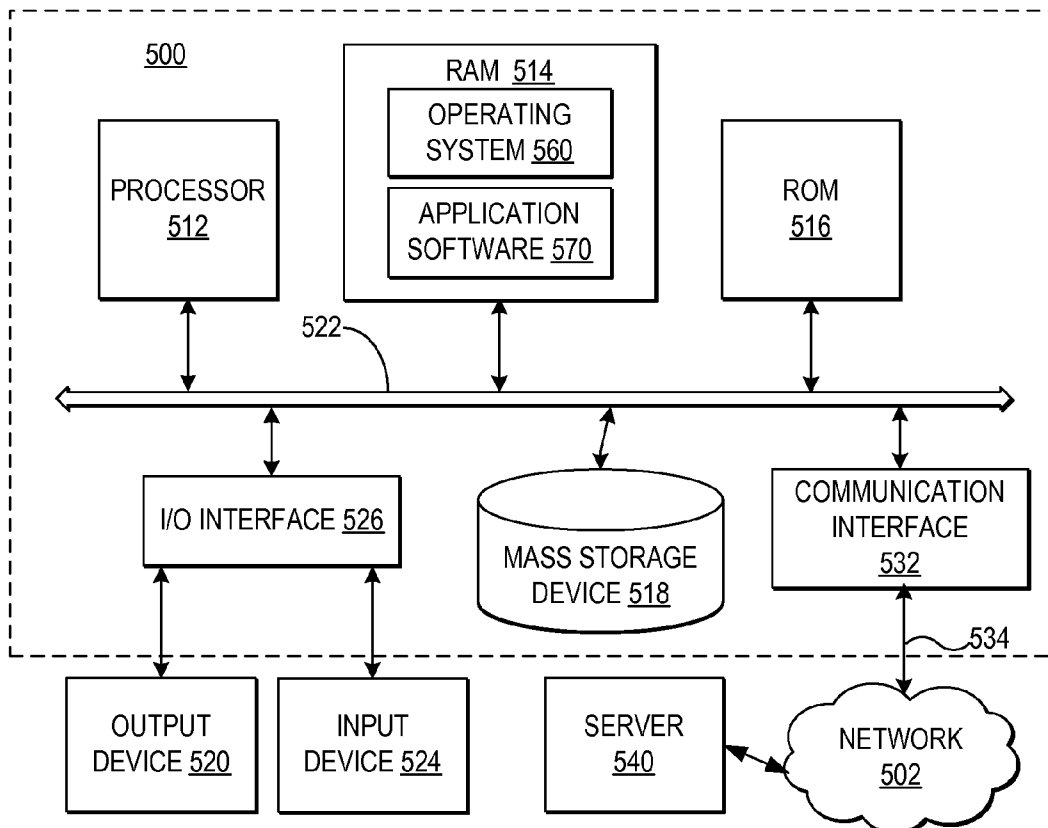 500
RAM 514
OPERATING
SYSTEM 560
APPLICATION
SOFTWARE 570
PROCESSOR
512
ROM
516
522
I/O INTERFACE 526
MASS STORAGE
DEVICE 518
COMMUNICATION
INTERFACE
532
534
OUTPUT
DEVICE 520
INPUT
DEVICE 524
SERVER
540
NETWORK
502